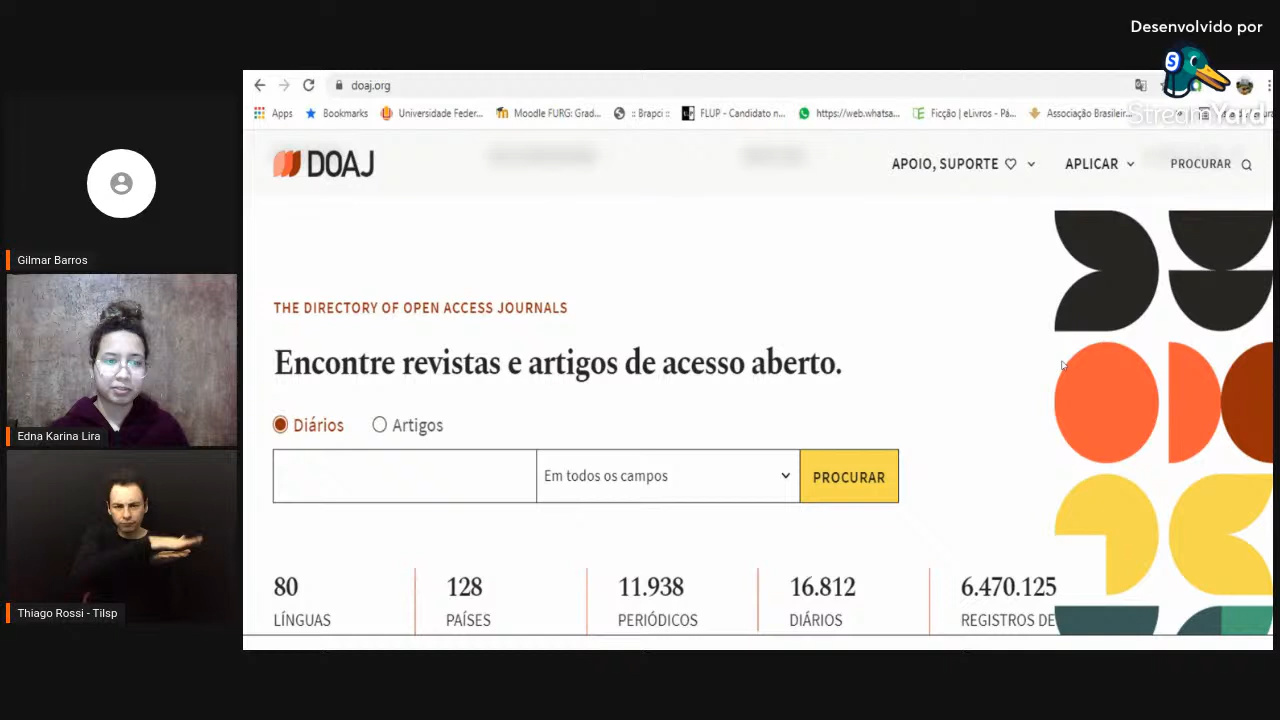 Desenvolvido por
S
StreamYard
doaj.org
Apps
Bookmarks
Universidade Feder...
Moodle FURG: Grad...
:: Brapci ::
FLUP - Candidato n...
https://web.whatsa...
Ficção | eLivros - Pá...
Associação Brasileir...
DOAJ
APOIO, SUPORTE
APLICAR
PROCURAR
THE DIRECTORY OF OPEN ACCESS JOURNALS
Encontre revistas e artigos de acesso aberto.
Diários
Artigos
Em todos os campos
PROCURAR
80
128
11.938
16.812
6.470.125
LÍNGUAS
PAÍSES
PERIÓDICOS
DIÁRIOS
REGISTROS DE
Gilmar Barros
Edna Karina Lira
Thiago Rossi - Tilsp